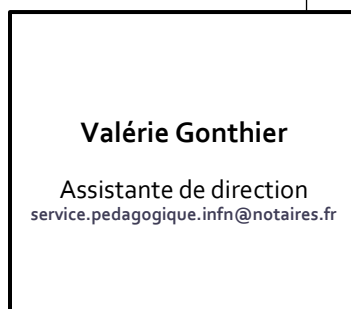 Valérie Gonthier
Assistante de direction
service.pedagogique.infn@notaires.fr